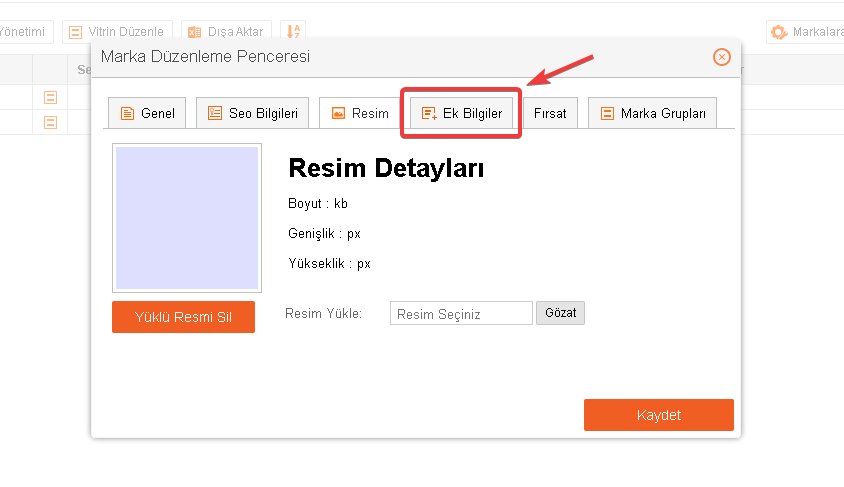 Yönetimi Vitrin Düzenle Dışa Aktar Markalara
Marka Düzenleme Penceresi
Se
Genel Seo Bilgileri Resim Ek Bilgiler Fırsat Marka Grupları
Resim Detayları
Boyut : kb
Genişlik : px
Yükseklik : px
Yüklü Resmi Sil
Resim Yükle: Resim Seçiniz Gözat
Kaydet